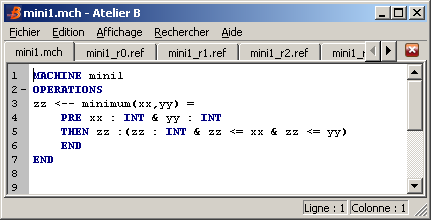 mini1.mch - Atelier B
Fichier Edition Affichage Rechercher Aide
mini1.mch mini1_r0.ref mini1_r1.ref mini1_r2.ref mini1_r
1 MACHINE mini1
2 OPERATIONS
3 zz <-- minimum(xx,yy) =
4 PRE xx : INT & yy : INT
5 THEN zz :(zz : INT & zz <= xx & zz <= yy)
6 END
7 END
8
9
Ligne : 1 Colonne : 1